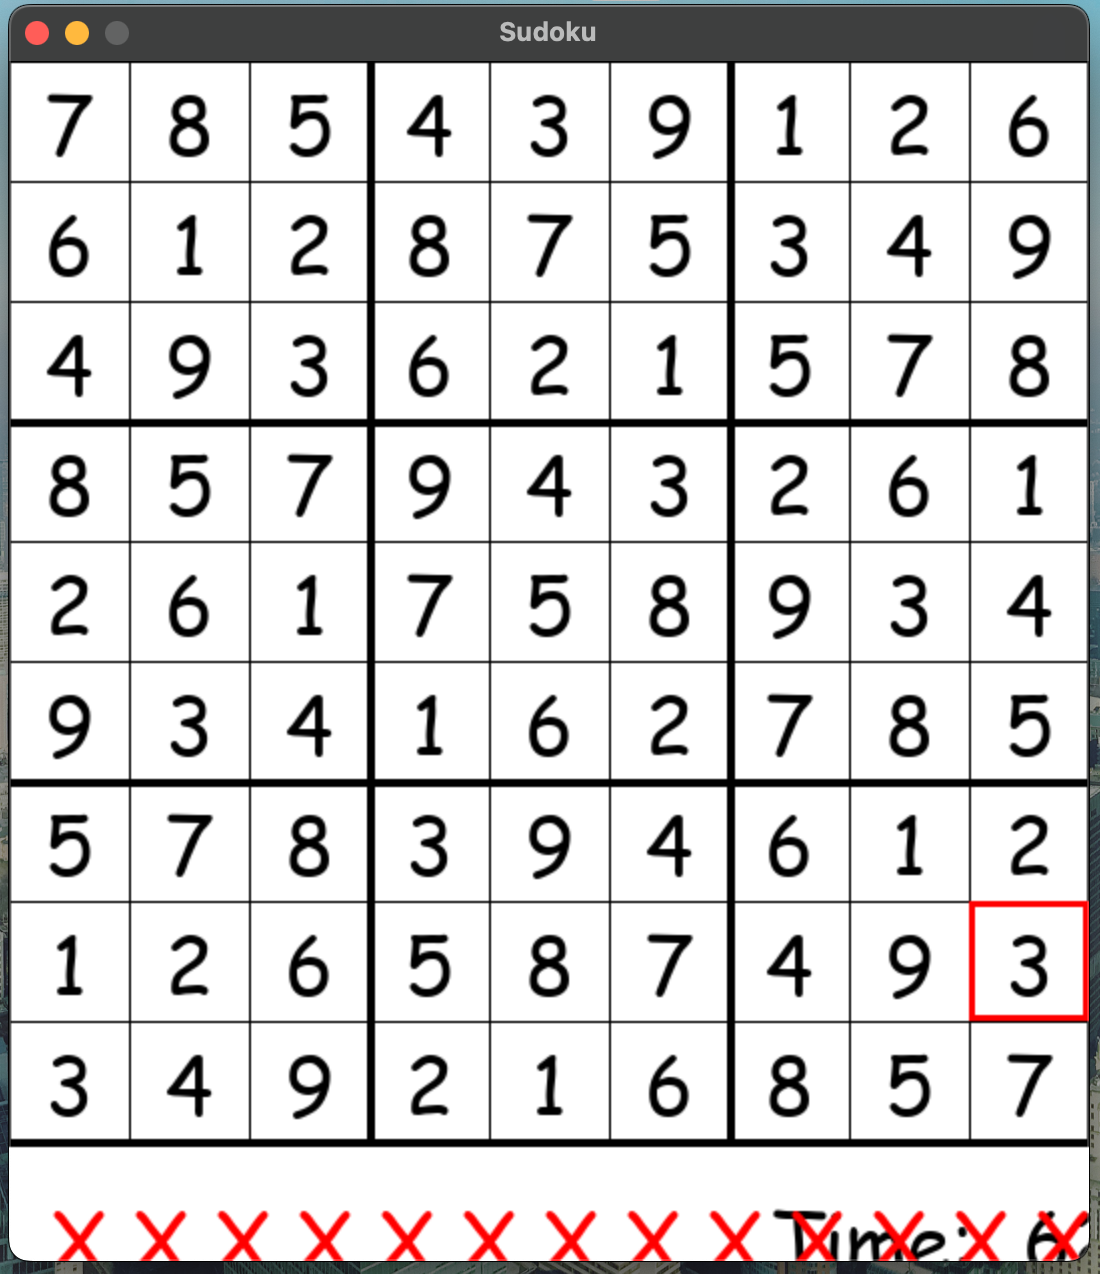 Sudoku
7 8 5 4 3 9 1 2 6
6 1 2 8 7 5 3 4 9
4 9 3 6 2 1 5 7 8
8 5 7 9 4 3 2 6 1
2 6 1 7 5 8 9 3 4
9 3 4 1 6 2 7 8 5
5 7 8 3 9 4 6 1 2
1 2 6 5 8 7 4 9 3
3 4 9 2 1 6 8 5 7
X X X X X X X X X X X X X Time: